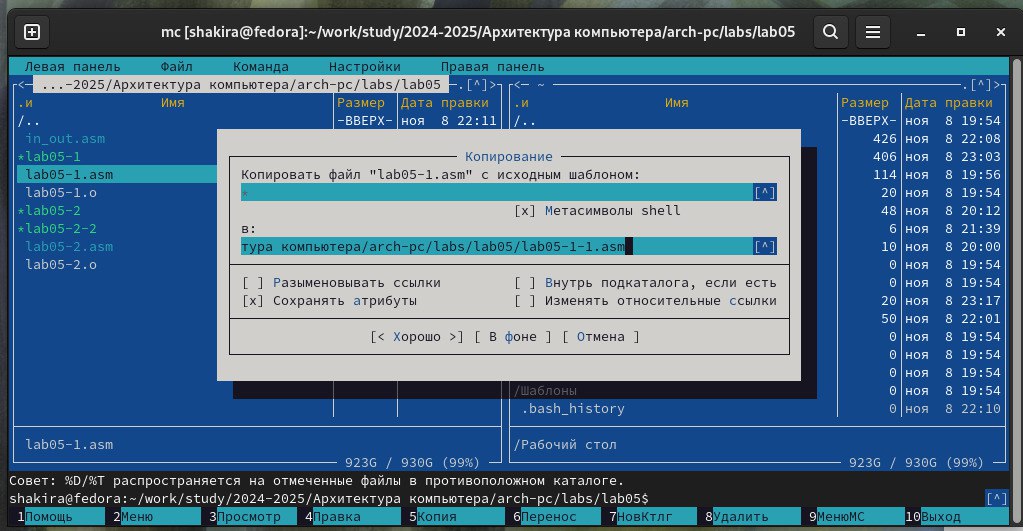 mc [shakira@fedora]:~/work/study/2024-2025/Архитектура компьютера/arch-pc/labs/lab05
Левая панель Файл Команда Настройки Правая панель
<— ...-2025/Архитектура компьютера/arch-pc/labs/lab05 —.[^]> <— ~ —.[^]>
.и Имя Размер Дата правки .и Имя Размер Дата правки
/.. -ВВЕРХ- ноя 8 22:11 /.. -ВВЕРХ- ноя 8 19:54
in_out.asm 426 ноя 8 22:08
*lab05-1 406 ноя 8 23:03
lab05-1.asm 114 ноя 8 19:56
lab05-1.o 20 ноя 8 19:54
*lab05-2 48 ноя 8 20:12
*lab05-2-2 6 ноя 8 21:39
lab05-2.asm 10 ноя 8 20:00
lab05-2.o 0 ноя 8 19:54
0 ноя 8 19:54
20 ноя 8 23:17
50 ноя 8 22:01
0 ноя 8 19:54
0 ноя 8 19:54
0 ноя 8 19:54
/Шаблоны 0 ноя 8 19:54
.bash_history 0 ноя 8 22:10
Копирование
Копировать файл "lab05-1.asm" с исходным шаблоном:
* [^]
[x] Метасимволы shell
в:
тура компьютера/arch-pc/labs/lab05/lab05-1-1.asm [^]
[ ] Разыменовывать ссылки [ ] Внутрь подкаталога, если есть
[x] Сохранять атрибуты [ ] Изменять относительные ссылки
[< Хорошо >] [ В фоне ] [ Отмена ]
lab05-1.asm /Рабочий стол
923G / 930G (99%) 923G / 930G (99%)
Совет: %D/%T распространяется на отмеченные файлы в противоположном каталоге.
shakira@fedora:~/work/study/2024-2025/Архитектура компьютера/arch-pc/labs/lab05$ [^]
1Помощь 2Меню 3Просмотр 4Правка 5Копия 6Перенос 7НовКтлг 8Удалить 9МенюMC 10Выход